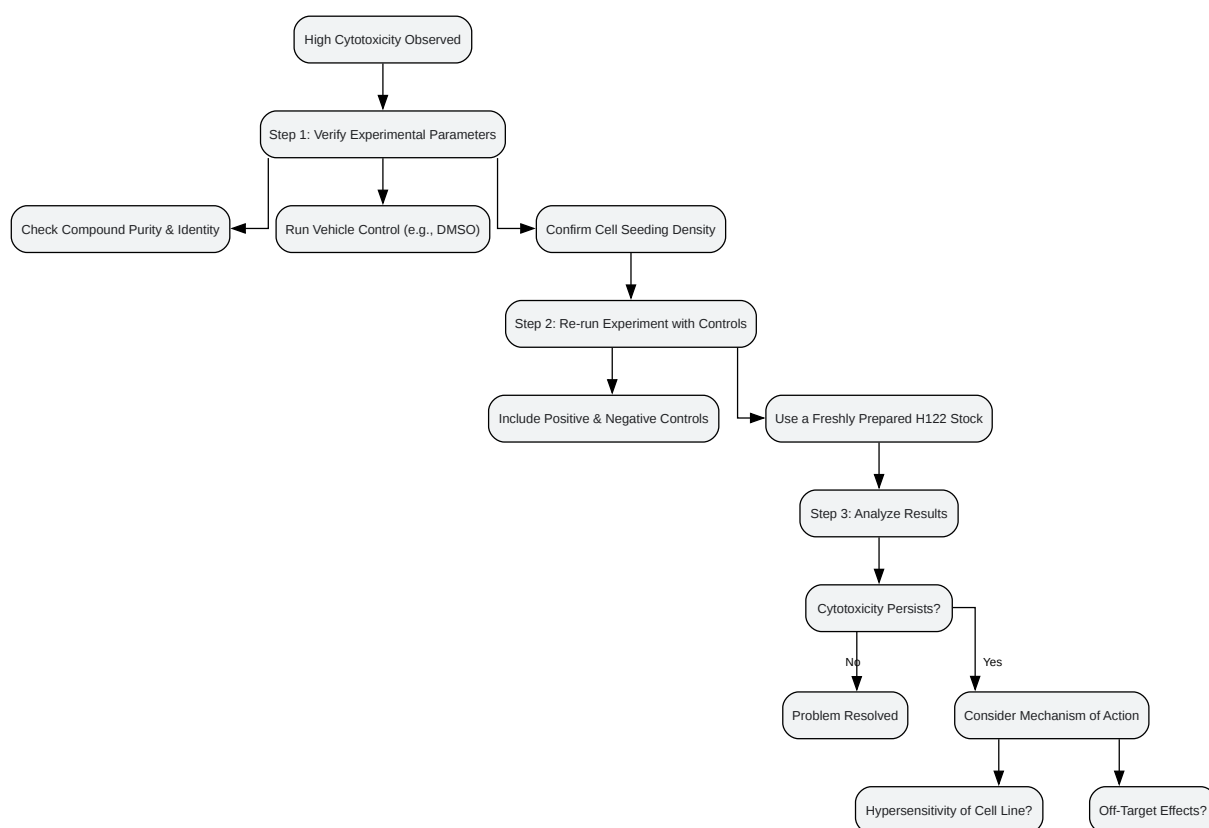 High Cytotoxicity Observed
Step 1: Verify Experimental Parameters
Check Compound Purity & Identity
Run Vehicle Control (e.g., DMSO)
Confirm Cell Seeding Density
Step 2: Re-run Experiment with Controls
Include Positive & Negative Controls
Use a Freshly Prepared H122 Stock
Step 3: Analyze Results
Cytotoxicity Persists?
No
Yes
Problem Resolved
Consider Mechanism of Action
Hypersensitivity of Cell Line?
Off-Target Effects?